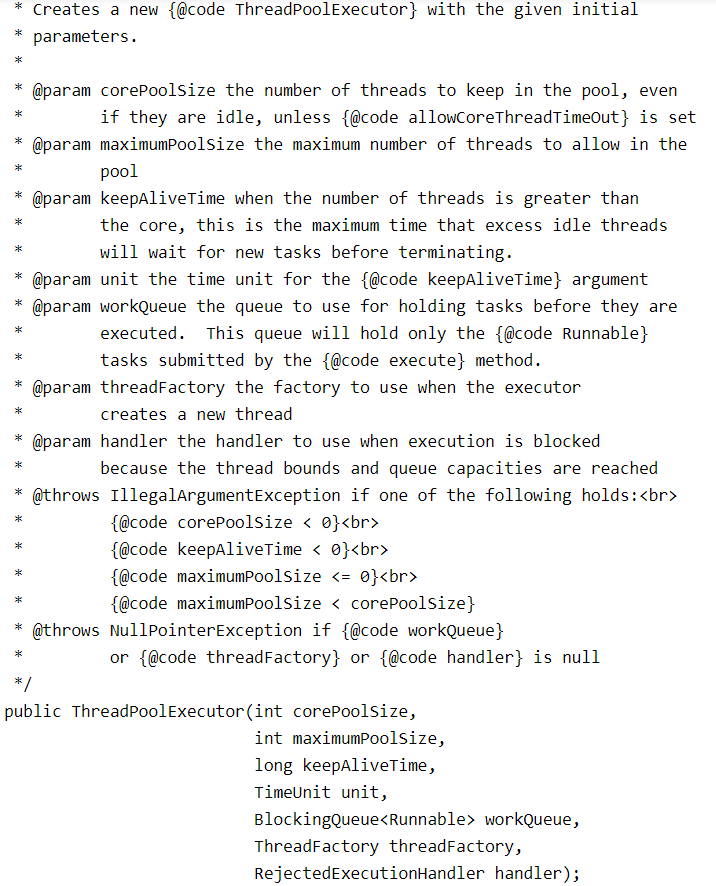 * Creates a new {@code ThreadPoolExecutor} with the given initial
* parameters.
*
* @param corePoolSize the number of threads to keep in the pool, even
*        if they are idle, unless {@code allowCoreThreadTimeOut} is set
* @param maximumPoolSize the maximum number of threads to allow in the
*        pool
* @param keepAliveTime when the number of threads is greater than
*        the core, this is the maximum time that excess idle threads
*        will wait for new tasks before terminating.
* @param unit the time unit for the {@code keepAliveTime} argument
* @param workQueue the queue to use for holding tasks before they are
*        executed.  This queue will hold only the {@code Runnable}
*        tasks submitted by the {@code execute} method.
* @param threadFactory the factory to use when the executor
*        creates a new thread
* @param handler the handler to use when execution is blocked
*        because the thread bounds and queue capacities are reached
* @throws IllegalArgumentException if one of the following holds:<br>
*         {@code corePoolSize < 0}<br>
*         {@code keepAliveTime < 0}<br>
*         {@code maximumPoolSize <= 0}<br>
*         {@code maximumPoolSize < corePoolSize}
* @throws NullPointerException if {@code workQueue}
*         or {@code threadFactory} or {@code handler} is null
*/
public ThreadPoolExecutor(int corePoolSize,
                          int maximumPoolSize,
                          long keepAliveTime,
                          TimeUnit unit,
                          BlockingQueue<Runnable> workQueue,
                          ThreadFactory threadFactory,
                          RejectedExecutionHandler handler);